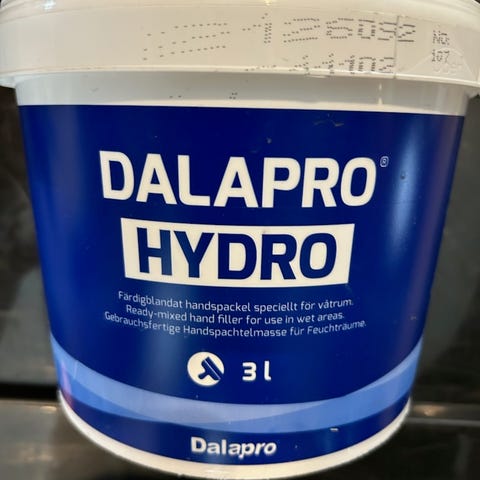 DALAPRO®
HYDRO
Färdigblandat handspackel speciellt för våtrum.
Ready-mixed hand filler for use in wet areas.
Gebrauchsfertige Handspachtelmasse für Feuchträume.
3 l
Dalapro